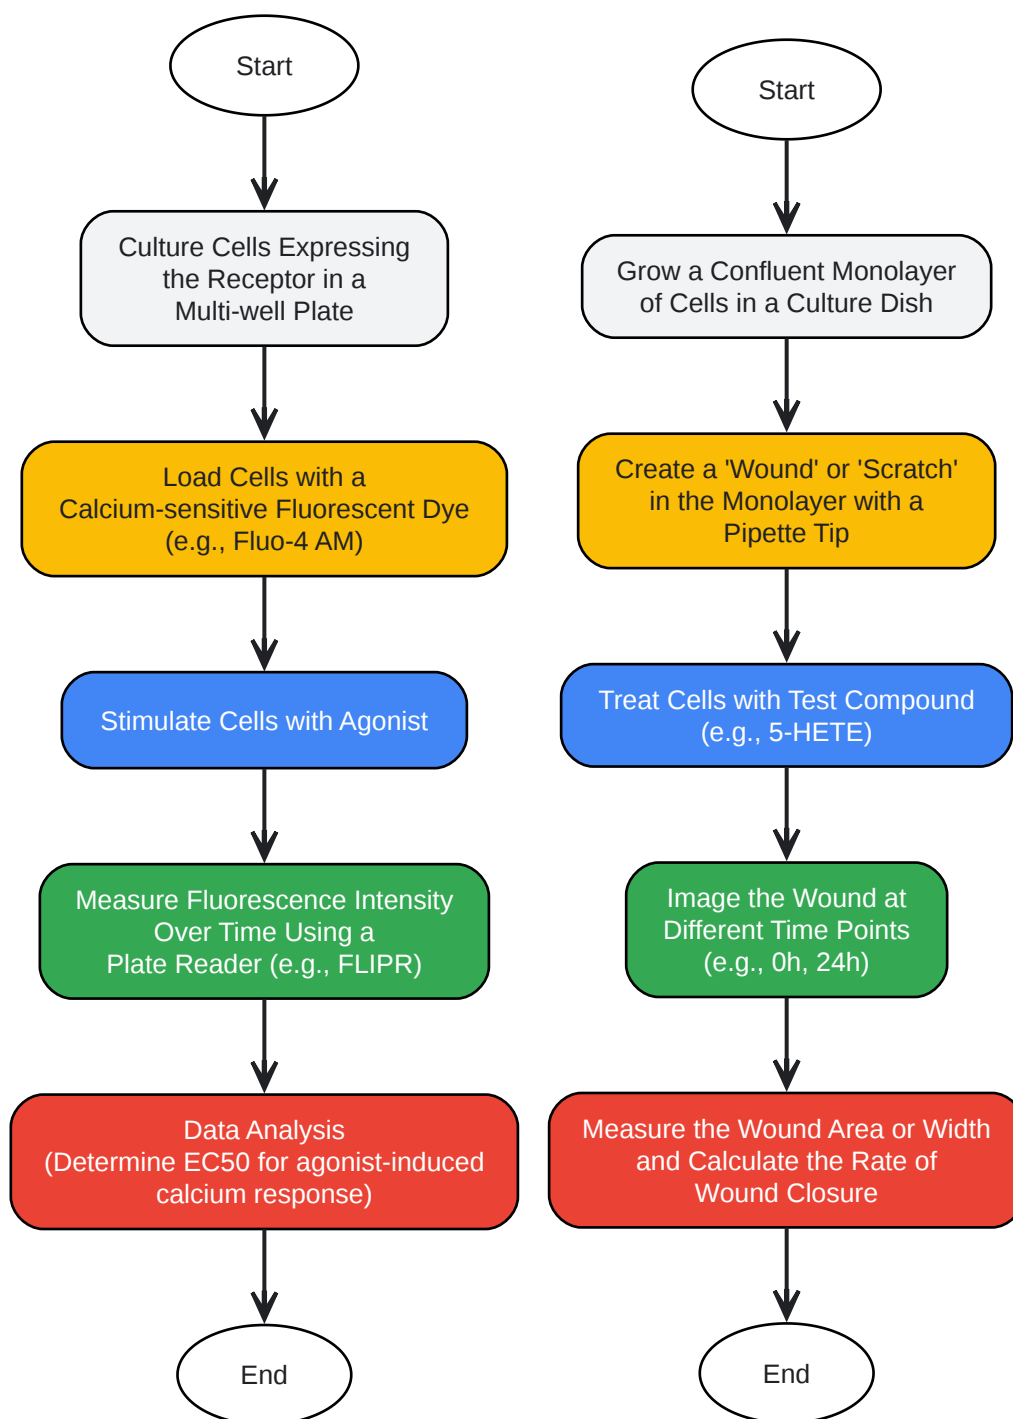 Start
Culture Cells Expressing
the Receptor in a
Multi-well Plate
Load Cells with a
Calcium-sensitive Fluorescent Dye
(e.g., Fluo-4 AM)
Stimulate Cells with Agonist
Measure Fluorescence Intensity
Over Time Using a
Plate Reader (e.g., FLIPR)
Data Analysis
(Determine EC50 for agonist-induced
calcium response)
End
Start
Grow a Confluent Monolayer
of Cells in a Culture Dish
Create a 'Wound' or 'Scratch'
in the Monolayer with a
Pipette Tip
Treat Cells with Test Compound
(e.g., 5-HETE)
Image the Wound at
Different Time Points
(e.g., 0h, 24h)
Measure the Wound Area or Width
and Calculate the Rate of
Wound Closure
End